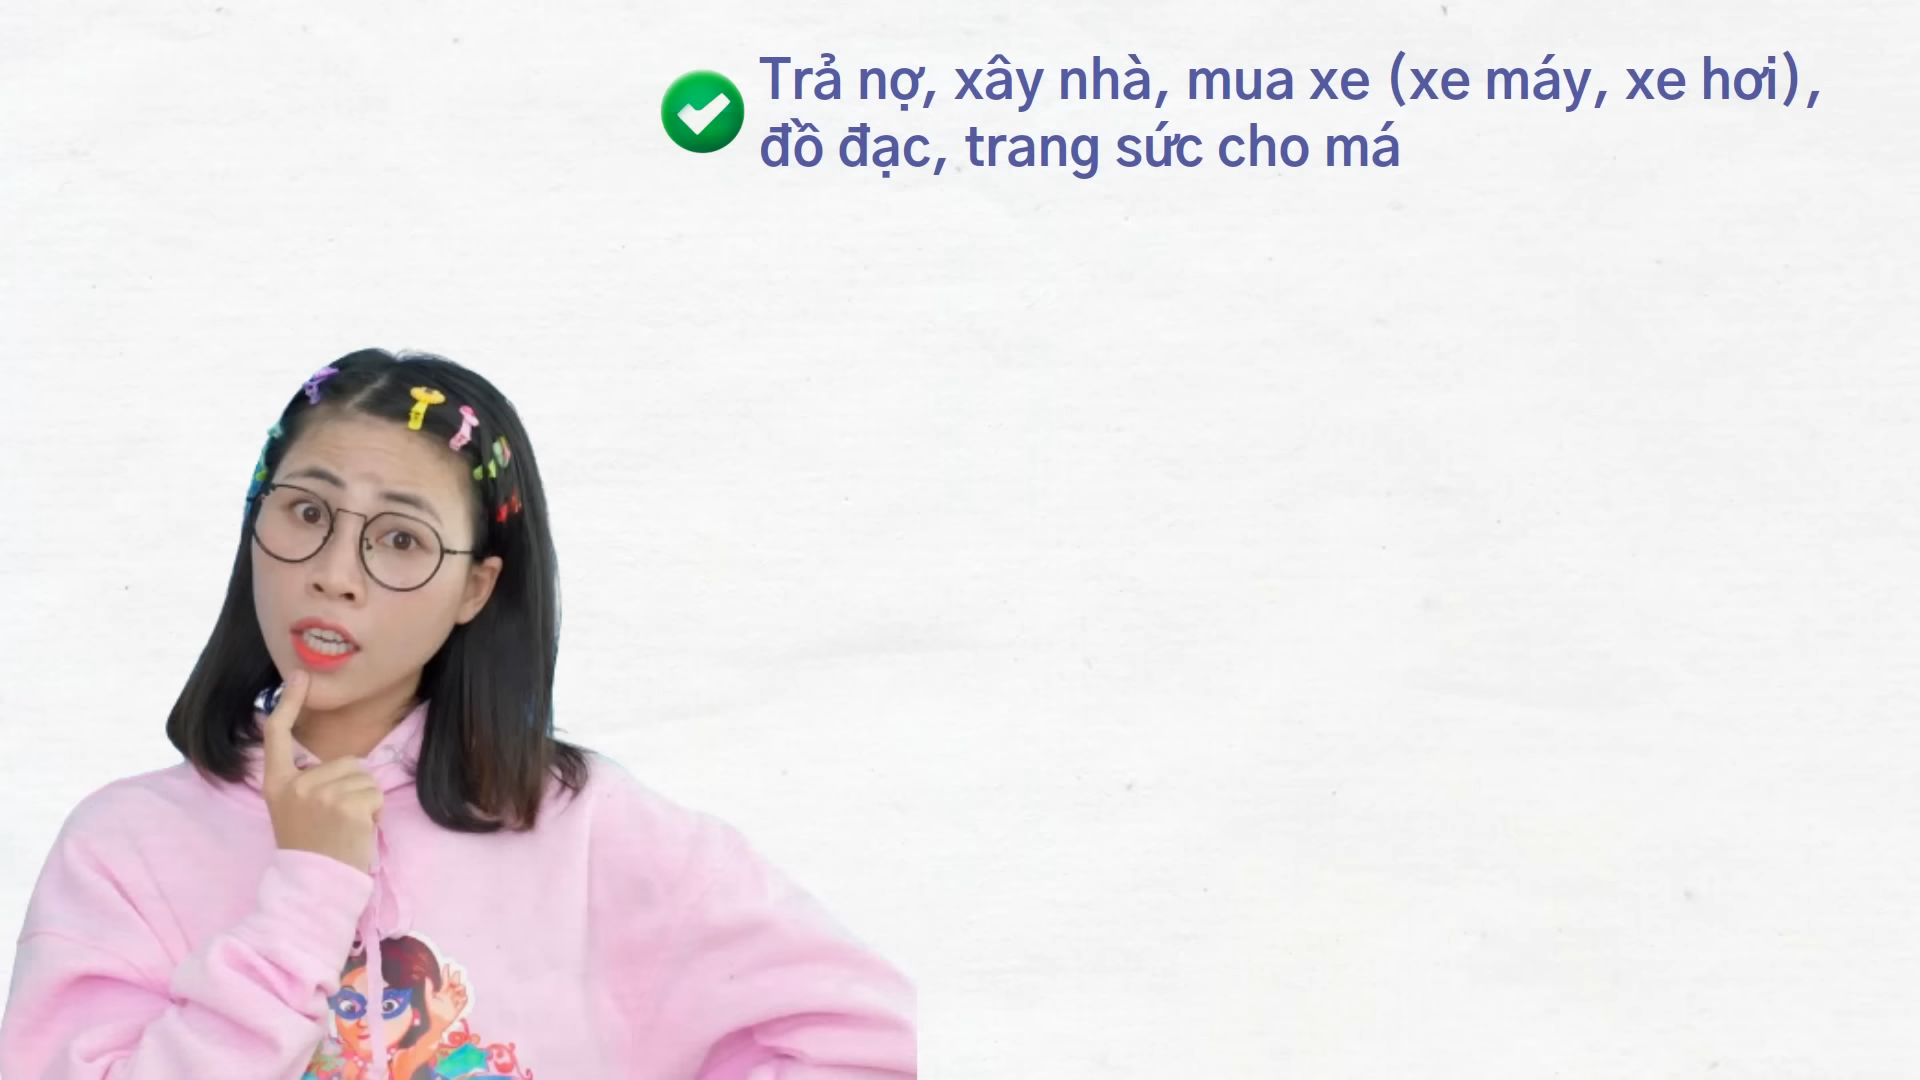 Trả nợ, xây nhà, mua xe (xe máy, xe hơi),
đồ đạc, trang sức cho má